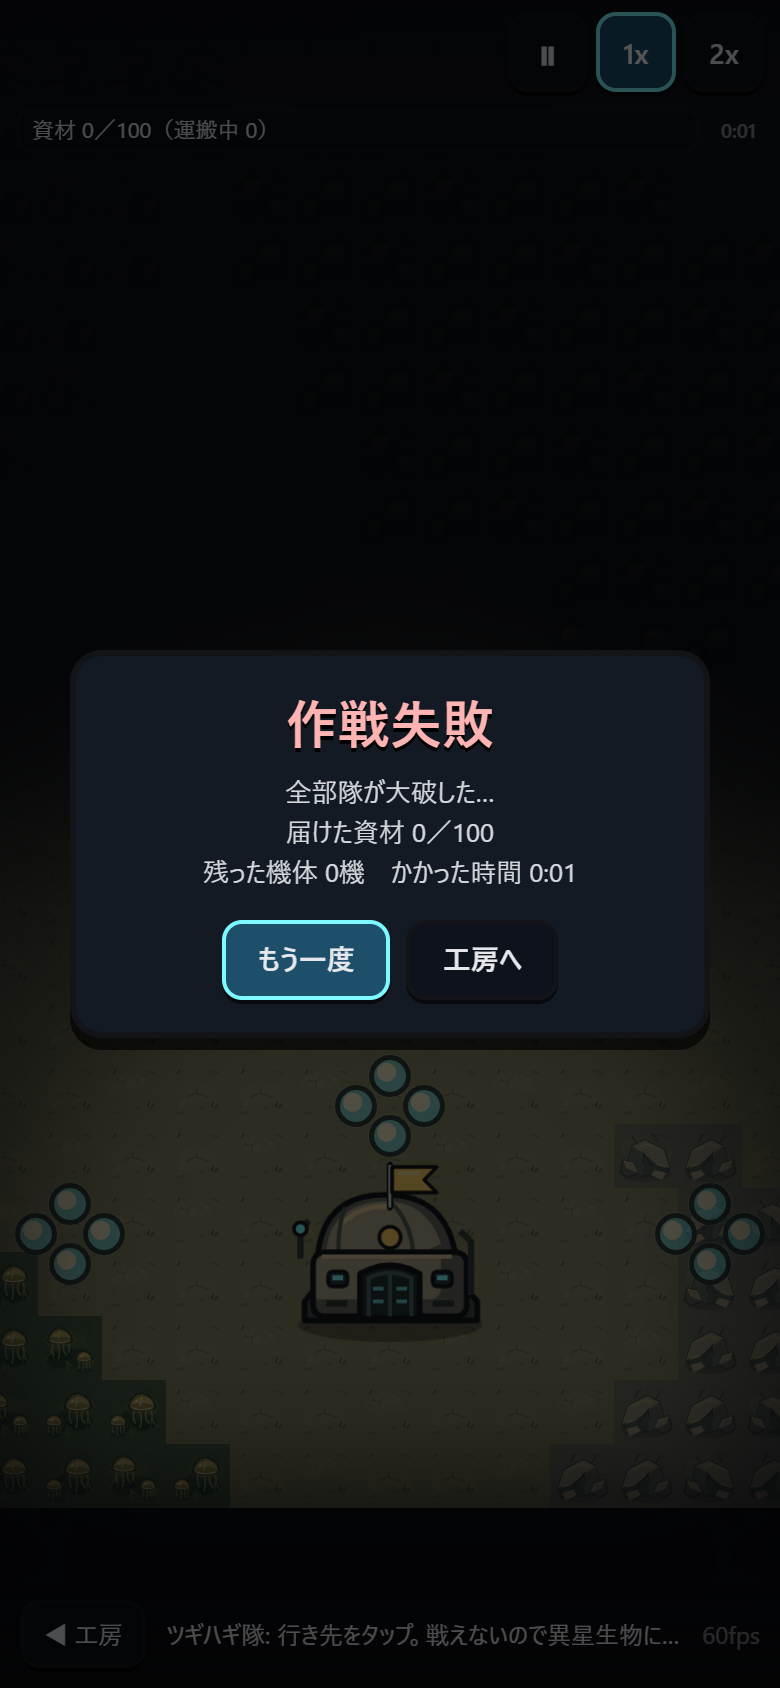 1x
2x
資材 0／100（運搬中 0）
0:01
作戦失敗
全部隊が大破した...
届けた資材 0／100
残った機体 0機　かかった時間 0:01
もう一度
工房へ
◀ 工房
ツギハギ隊: 行き先をタップ。戦えないので異星生物に...
60fps